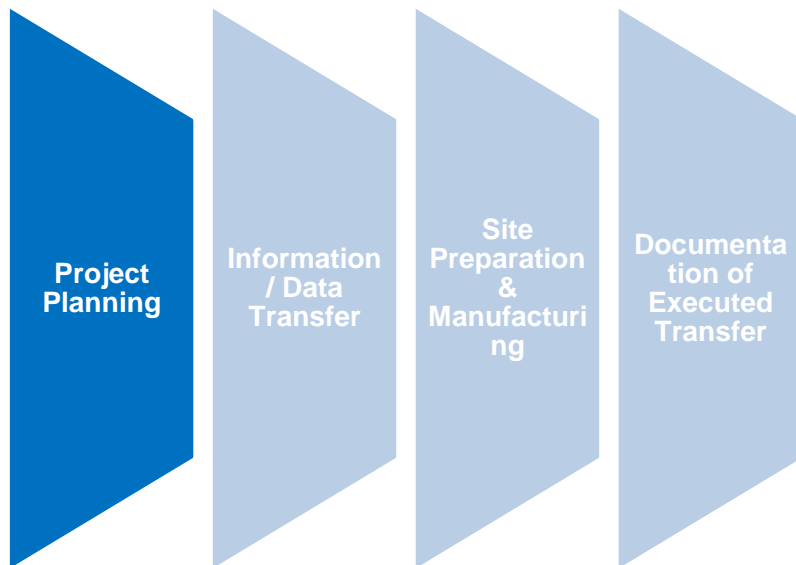 Project
Planning
Information
/ Data
Transfer
Site
Preparation
&
Manufacturi
ng
Documenta
tion of
Executed
Transfer